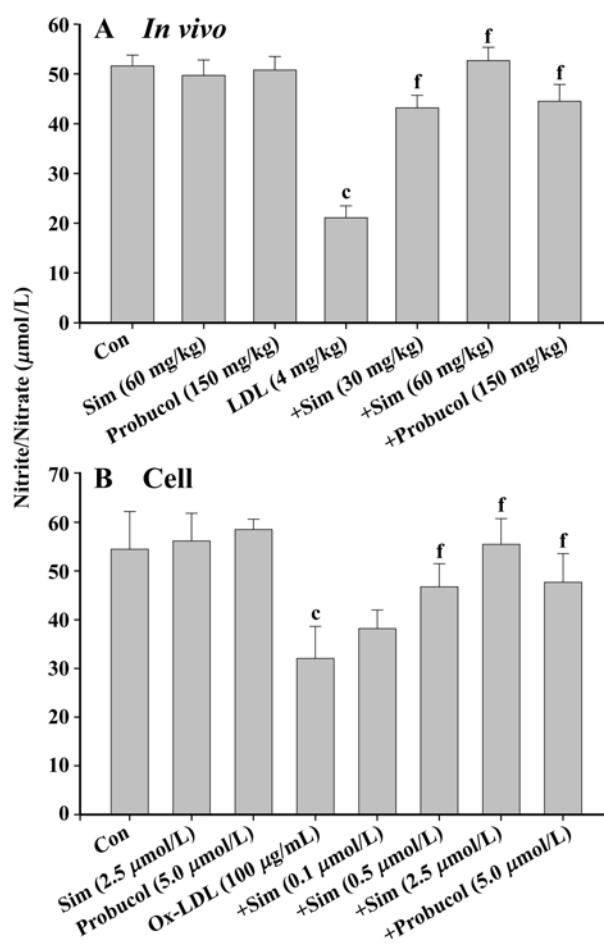 A In vivo
60
50
40
30
20
10
0
c
f
f
f
Con
Sim (60 mg/kg)
Probucol (150 mg/kg)
LDL (4 mg/kg)
+Sim (30 mg/kg)
+Sim (60 mg/kg)
+Probucol (150 mg/kg)
Nitrite/Nitrate (μmol/L)
B Cell
70
60
50
40
30
20
10
0
c
f
f
f
Con
Sim (2.5 μmol/L)
Probucol (5.0 μmol/L)
Ox-LDL (100 μg/mL)
+Sim (0.1 μmol/L)
+Sim (0.5 μmol/L)
+Sim (2.5 μmol/L)
+Probucol (5.0 μmol/L)